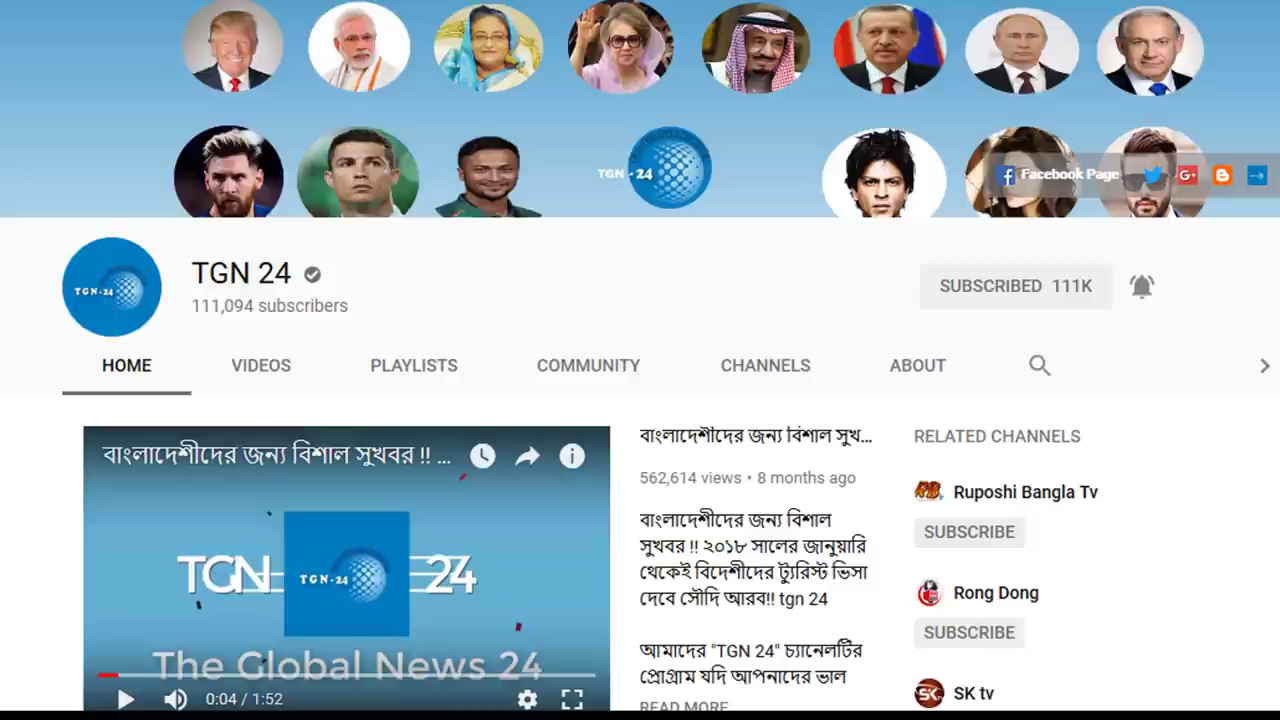 TGN - 24
Facebook Page
TGN-24
TGN 24
111,094 subscribers
SUBSCRIBED 111K
HOME VIDEOS PLAYLISTS COMMUNITY CHANNELS ABOUT
বাংলাদেশীদের জন্য বিশাল সুখবর !! ...
TGN TGN-24 24
The Global News 24
0:04 / 1:52
বাংলাদেশীদের জন্য বিশাল সুখ...
562,614 views • 8 months ago
বাংলাদেশীদের জন্য বিশাল
সুখবর !! ২০১৮ সালের জানুয়ারি
থেকেই বিদেশীদের ট্যুরিস্ট ভিসা
দেবে সৌদি আরব!! tgn 24
আমাদের "TGN 24" চ্যানেলটির
প্রোগ্রাম যদি আপনাদের ভাল
READ MORE
RELATED CHANNELS
Ruposhi Bangla Tv
SUBSCRIBE
Rong Dong
SUBSCRIBE
SK
SK tv